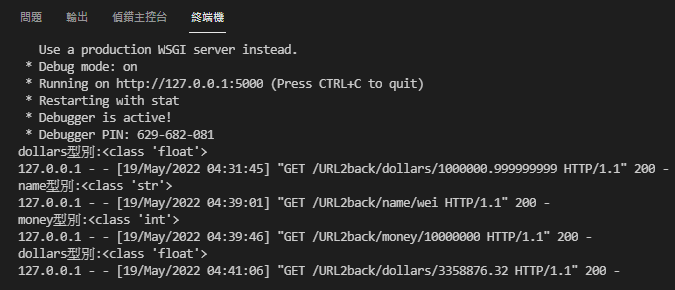 問題 輸出 偵錯主控台 終端機
Use a production WSGI server instead.
* Debug mode: on
* Running on http://127.0.0.1:5000 (Press CTRL+C to quit)
* Restarting with stat
* Debugger is active!
* Debugger PIN: 629-682-081
dollars型別:<class 'float'>
127.0.0.1 - - [19/May/2022 04:31:45] "GET /URL2back/dollars/1000000.999999999 HTTP/1.1" 200 -
name型別:<class 'str'>
127.0.0.1 - - [19/May/2022 04:39:01] "GET /URL2back/name/wei HTTP/1.1" 200 -
money型別:<class 'int'>
127.0.0.1 - - [19/May/2022 04:39:46] "GET /URL2back/money/10000000 HTTP/1.1" 200 -
dollars型別:<class 'float'>
127.0.0.1 - - [19/May/2022 04:41:06] "GET /URL2back/dollars/3358876.32 HTTP/1.1" 200 -